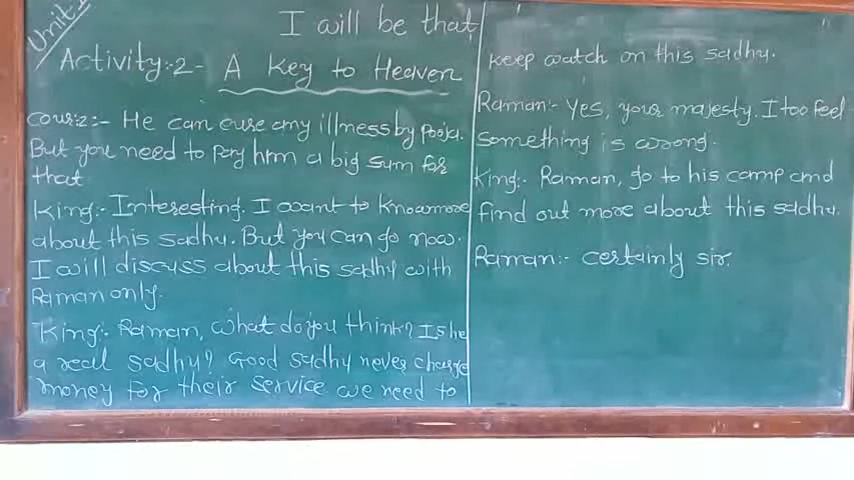 Unit:-2
I will be that
Activity:-2- A Key to Heaven
Cour:2:- He can cure any illness by Pooja.
But you need to pay him a big sum for
that
King:- Interesting. I want to know more
about this sadhu. But you can go now.
I will discuss about this sadhu with
Raman only.
King:- Raman, what do you think? Is he
a real sadhu? Good sadhu never charge
money for their service we need to
keep watch on this sadhu.
Raman:- Yes, your majesty. I too feel
something is wrong.
King:- Raman, go to his camp and
find out more about this sadhu.
Raman:- certainly sir.